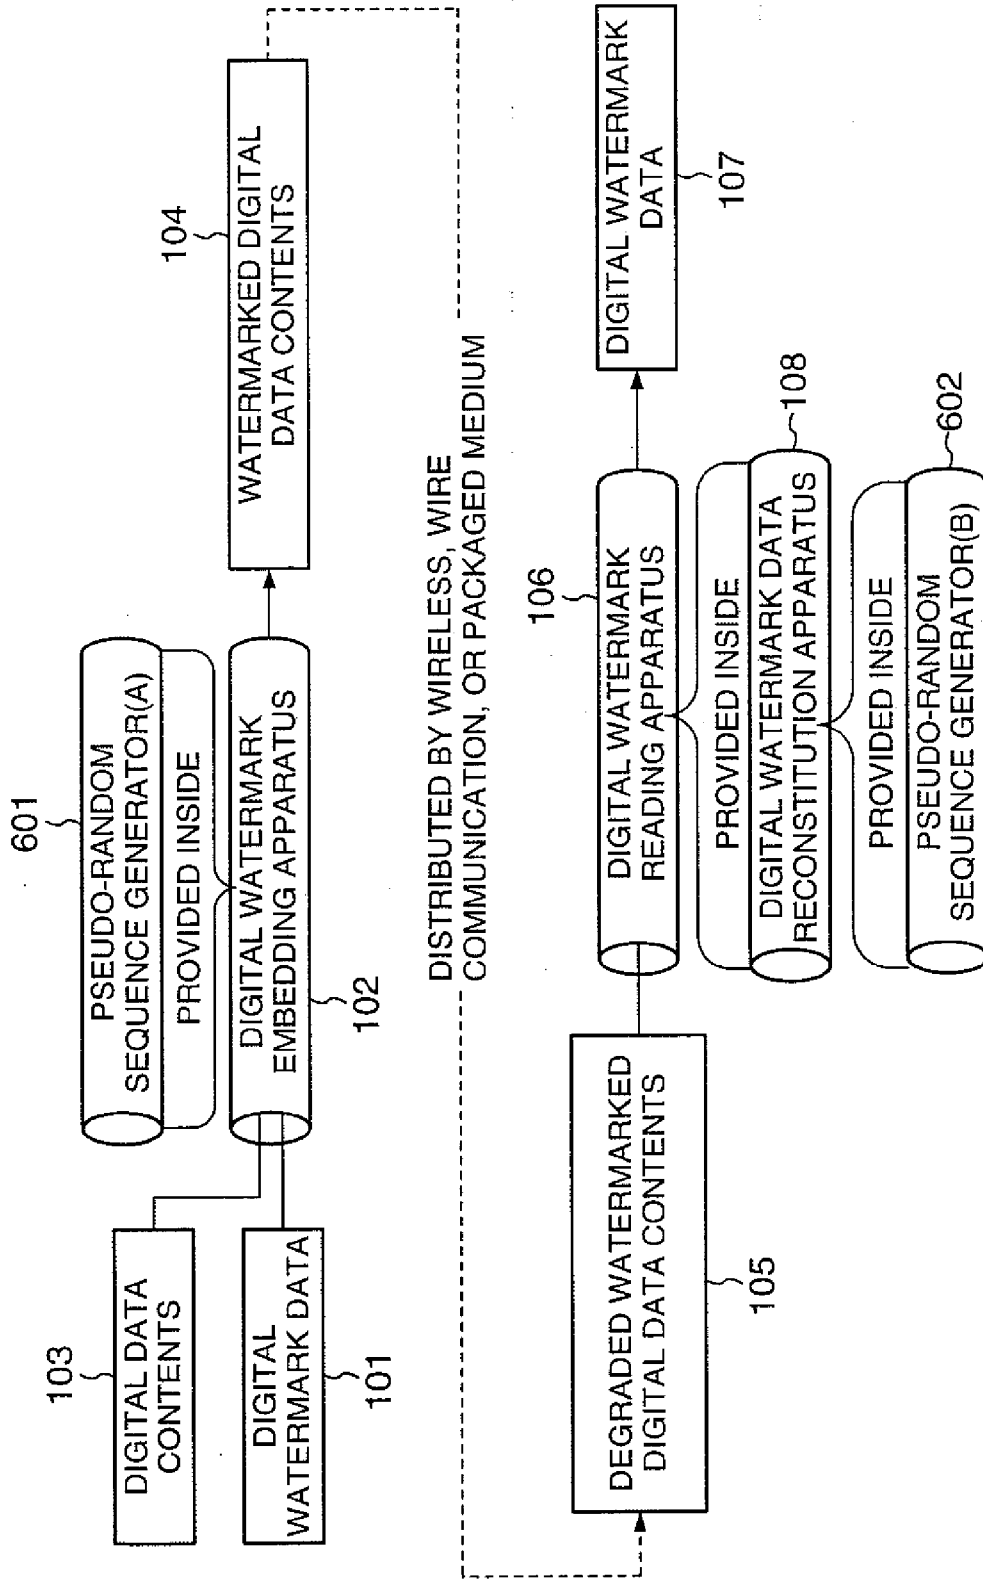 103
DIGITAL DATA
CONTENTS
DIGITAL
WATERMARK DATA
101
601
PSEUDO-RANDOM
SEQUENCE GENERATOR(A)
PROVIDED INSIDE
DIGITAL WATERMARK
EMBEDDING APPARATUS
102
104
WATERMARKED DIGITAL
DATA CONTENTS
DISTRIBUTED BY WIRELESS, WIRE
COMMUNICATION, OR PACKAGED MEDIUM
DEGRADED WATERMARKED
DIGITAL DATA CONTENTS
105
106
DIGITAL WATERMARK
READING APPARATUS
PROVIDED INSIDE
DIGITAL WATERMARK DATA
RECONSTITUTION APPARATUS
108
PROVIDED INSIDE
PSEUDO-RANDOM
SEQUENCE GENERATOR(B)
602
DIGITAL WATERMARK
DATA
107